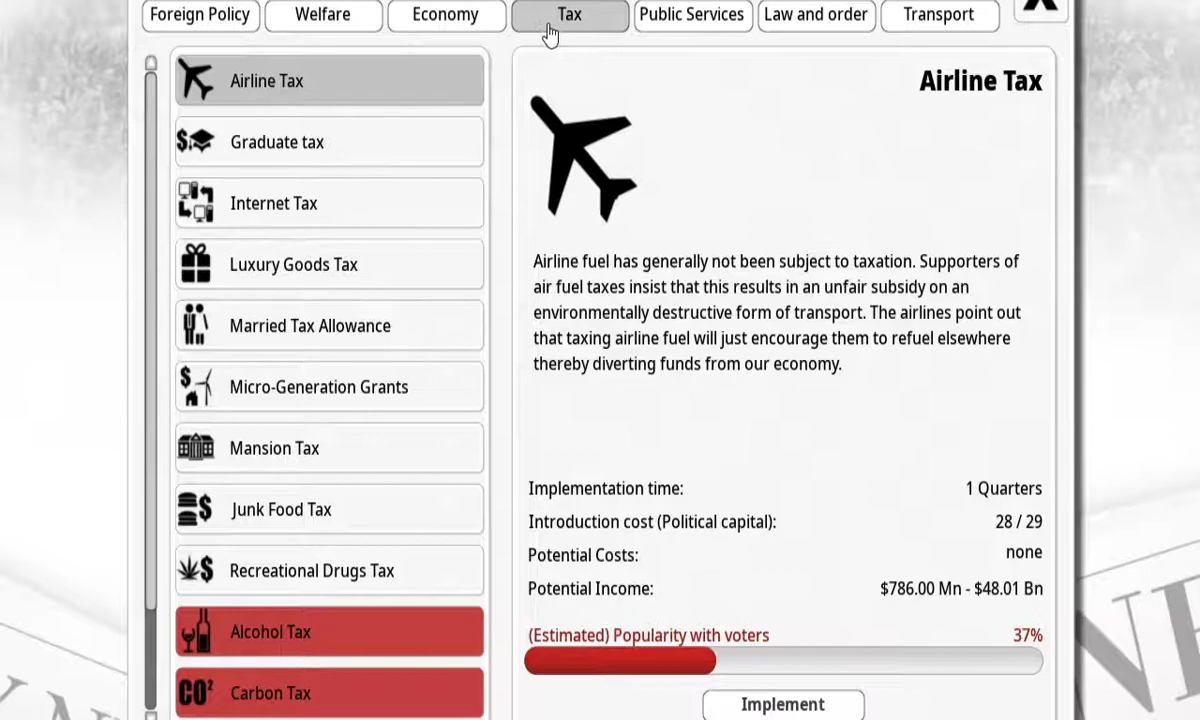 Foreign Policy
Welfare
Economy
Tax
Public Services
Law and order
Transport
X
Airline Tax
Graduate tax
Internet Tax
Luxury Goods Tax
Married Tax Allowance
Micro-Generation Grants
Mansion Tax
Junk Food Tax
Recreational Drugs Tax
Alcohol Tax
CO² Carbon Tax
Airline Tax
Airline fuel has generally not been subject to taxation. Supporters of
air fuel taxes insist that this results in an unfair subsidy on an
environmentally destructive form of transport. The airlines point out
that taxing airline fuel will just encourage them to refuel elsewhere
thereby diverting funds from our economy.
Implementation time: 1 Quarters
Introduction cost (Political capital): 28 / 29
Potential Costs: none
Potential Income: $786.00 Mn - $48.01 Bn
(Estimated) Popularity with voters 37%
Implement